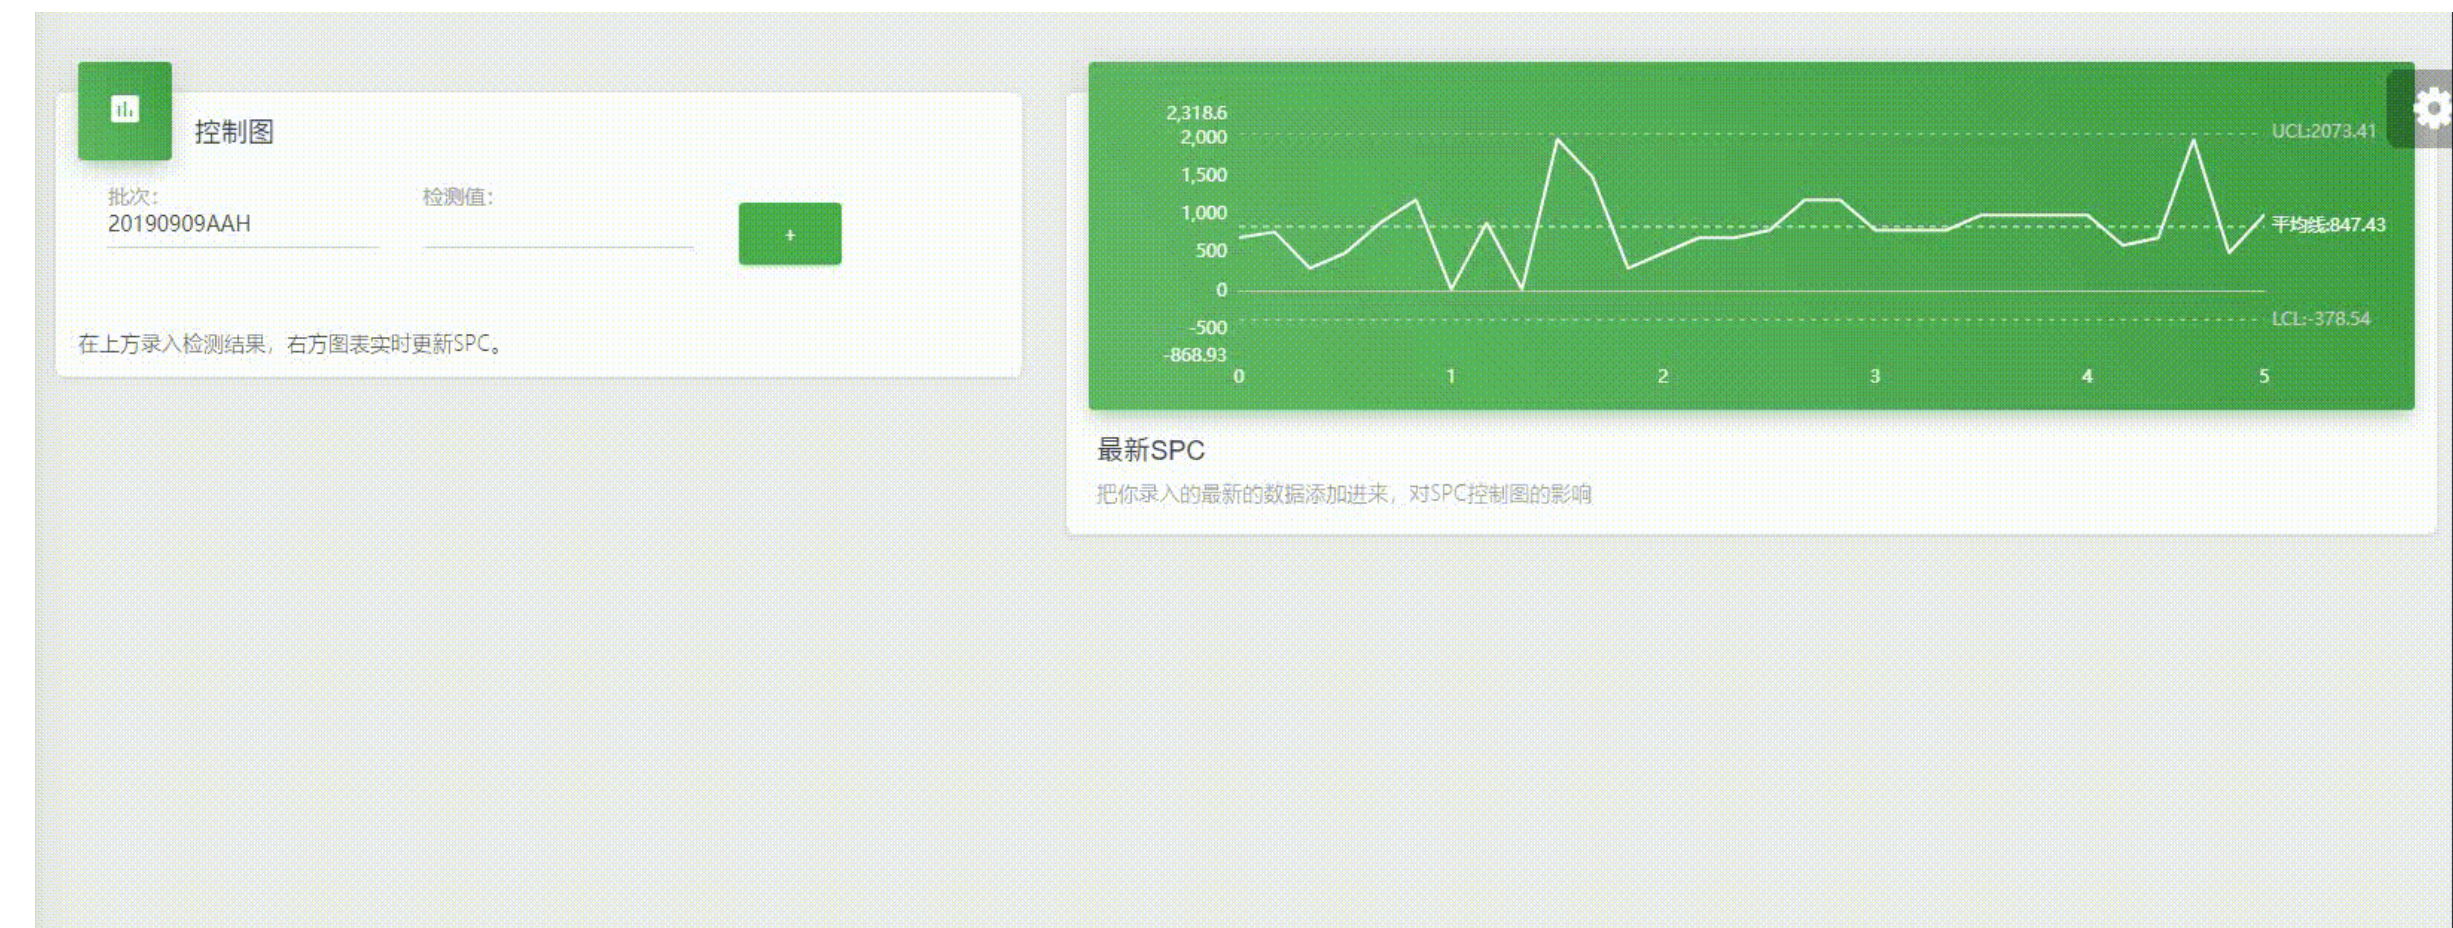 控制图
批次：
20190909AAH
检测值：
+
在上方录入检测结果，右方图表实时更新SPC。
2,318.6
2,000
1,500
1,000
500
0
-500
-868.93
0 1 2 3 4 5
UCL:2073.41
平均线:847.43
LCL:-378.54
最新SPC
把你录入的最新的数据添加进来，对SPC控制图的影响